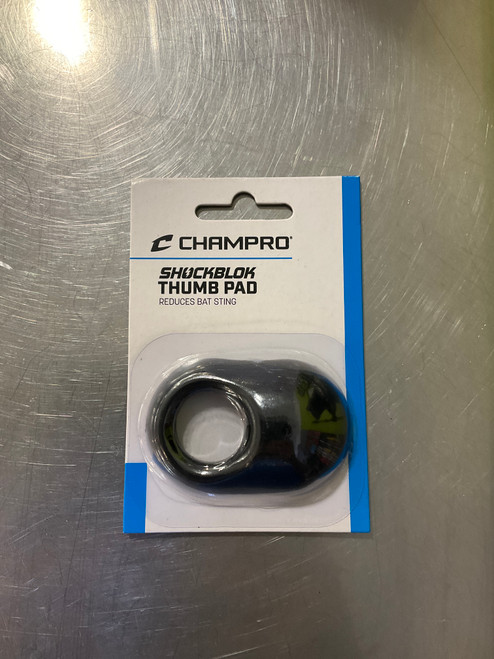 CHAMPRO®
SHOCKBLOK
THUMB PAD
REDUCES BAT STING